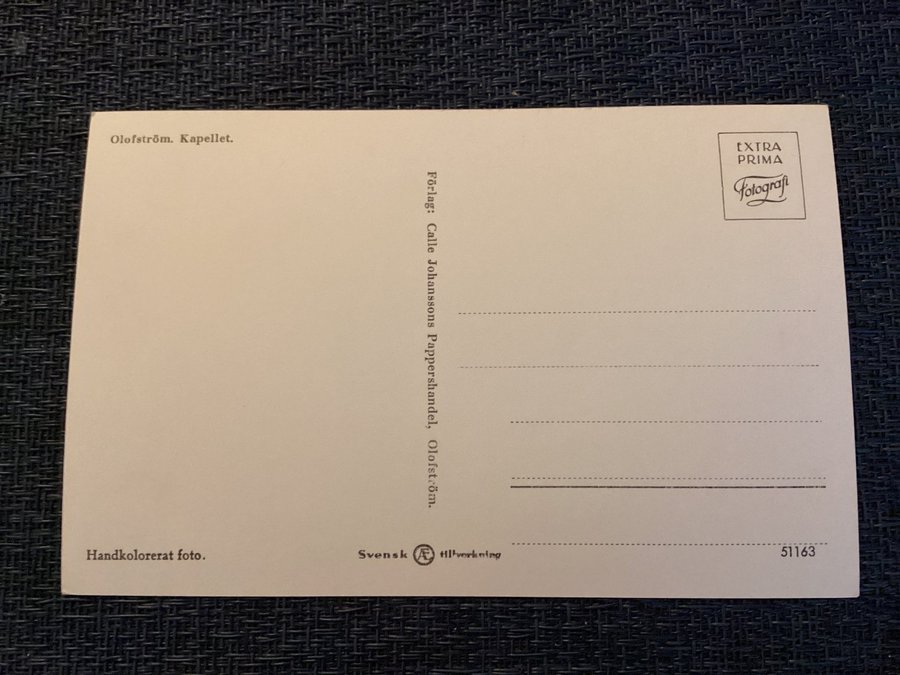 Olofström. Kapellet.
EXTRA
PRIMA
Fotografi
Förlag: Calle Johanssons Pappershandel, Olofström.
Handkolorerat foto.
Svensk Æ tillverkning
51163